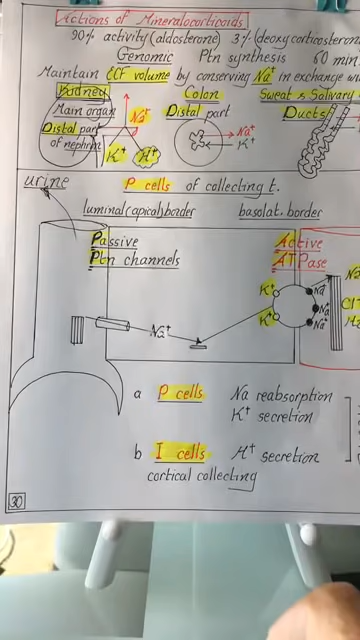 Actions of Mineralocorticoids
90% activity (aldosterone) 3% (deoxycorticosteron
Genomic Ptn synthesis 60 min
Maintain ECF volume by conserving Na⁺ in exchange w
Kidney
Main organ
Distal part
of nephron
Na⁺
K⁺ H⁺
Colon
Distal part
Na⁺
K⁺
Sweat & Salivary
Ducts
urine
P cells of collecting t.
luminal (apical) border basolat. border
Passive
Ptn channels
Active
ATPase
Na⁺
K⁺
K⁺
Na⁺
Na⁺
Na
Cl
a P cells Na reabsorption
K⁺ secretion
b I cells H⁺ secretion
cortical collecting
30